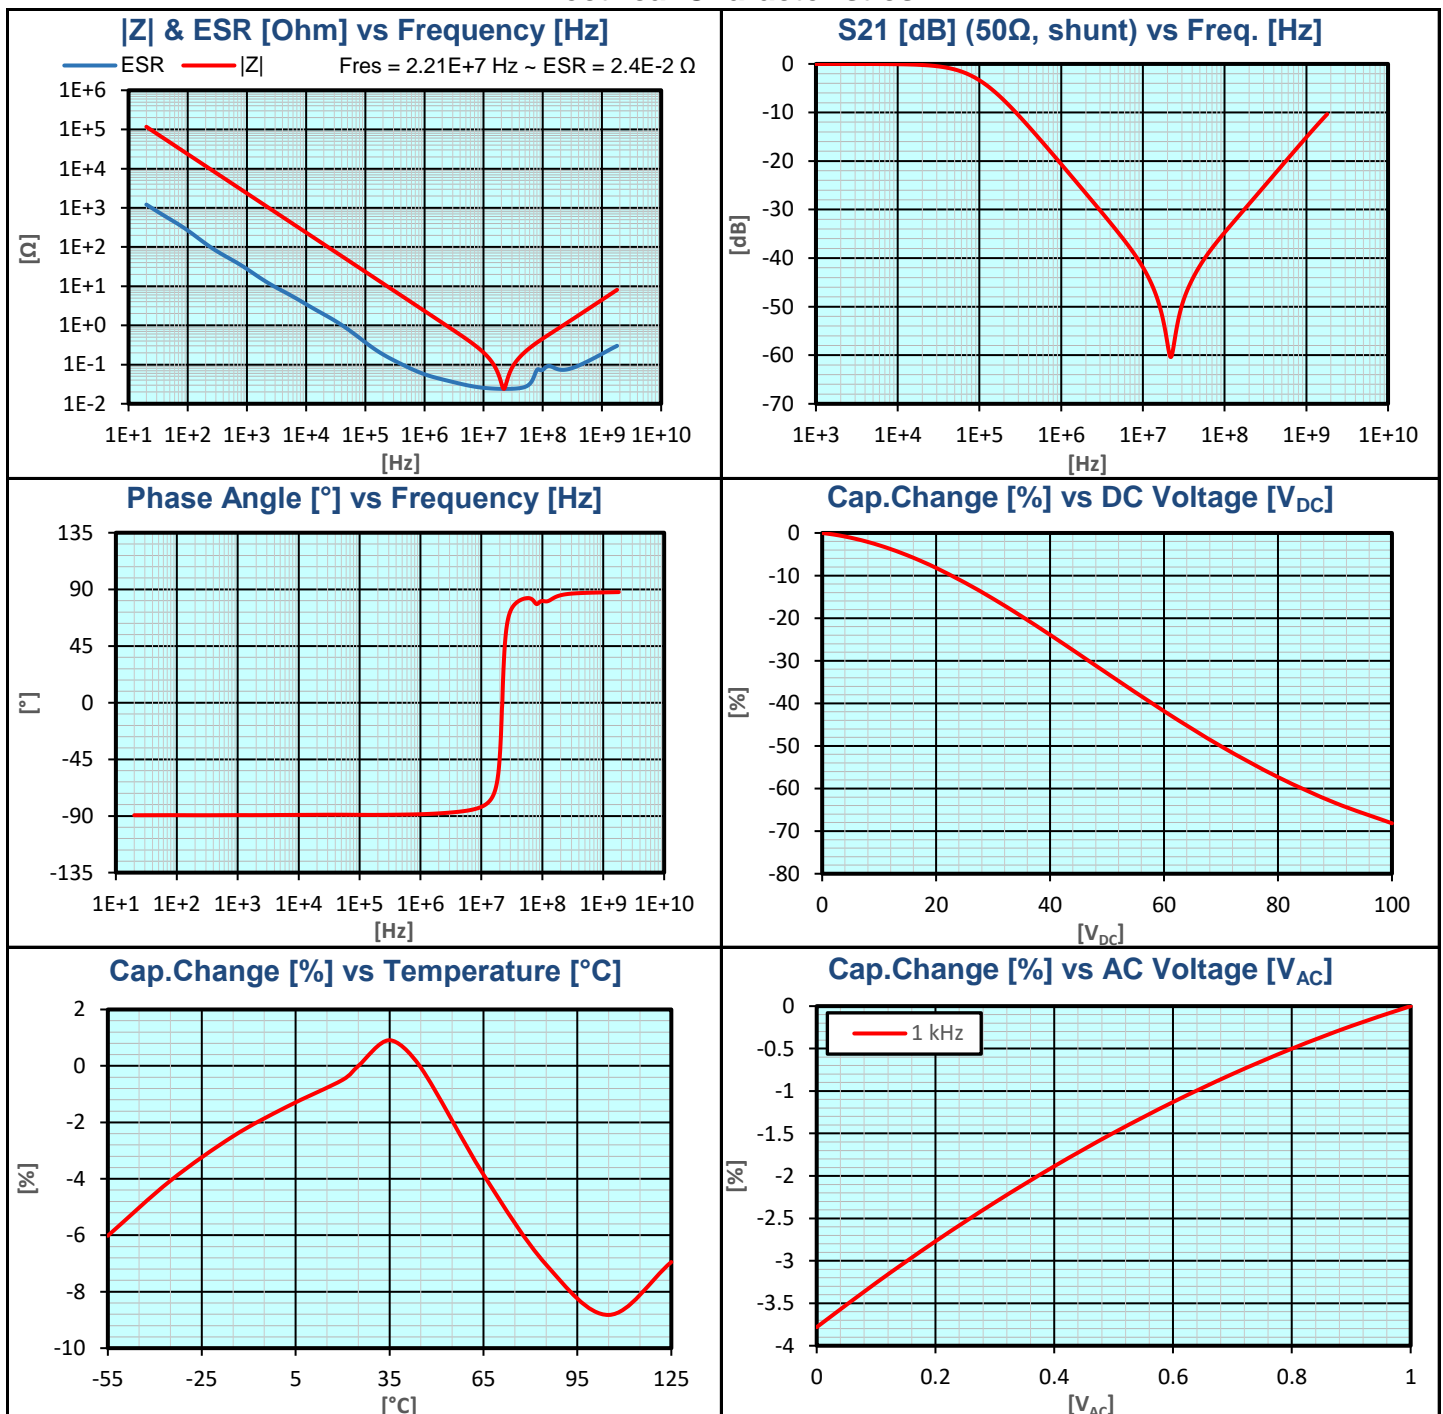 |Z| & ESR [Ohm] vs Frequency [Hz]
ESR |Z| Fres = 2.21E+7 Hz ~ ESR = 2.4E-2 Ω
1E+6
1E+5
1E+4
1E+3
1E+2
1E+1
1E+0
1E-1
1E-2
[Ω]
1E+1 1E+2 1E+3 1E+4 1E+5 1E+6 1E+7 1E+8 1E+9 1E+10
[Hz]
S21 [dB] (50Ω, shunt) vs Freq. [Hz]
0
-10
-20
-30
-40
-50
-60
-70
[dB]
1E+3 1E+4 1E+5 1E+6 1E+7 1E+8 1E+9 1E+10
[Hz]
Phase Angle [°] vs Frequency [Hz]
135
90
45
0
-45
-90
-135
[°]
1E+1 1E+2 1E+3 1E+4 1E+5 1E+6 1E+7 1E+8 1E+9 1E+10
[Hz]
Cap.Change [%] vs DC Voltage [VDC]
0
-10
-20
-30
-40
-50
-60
-70
-80
[%]
0 20 40 60 80 100
[VDC]
Cap.Change [%] vs Temperature [°C]
2
0
-2
-4
-6
-8
-10
[%]
-55 -25 5 35 65 95 125
[°C]
Cap.Change [%] vs AC Voltage [VAC]
1 kHz
0
-0.5
-1
-1.5
-2
-2.5
-3
-3.5
-4
[%]
0 0.2 0.4 0.6 0.8 1
[VAC]